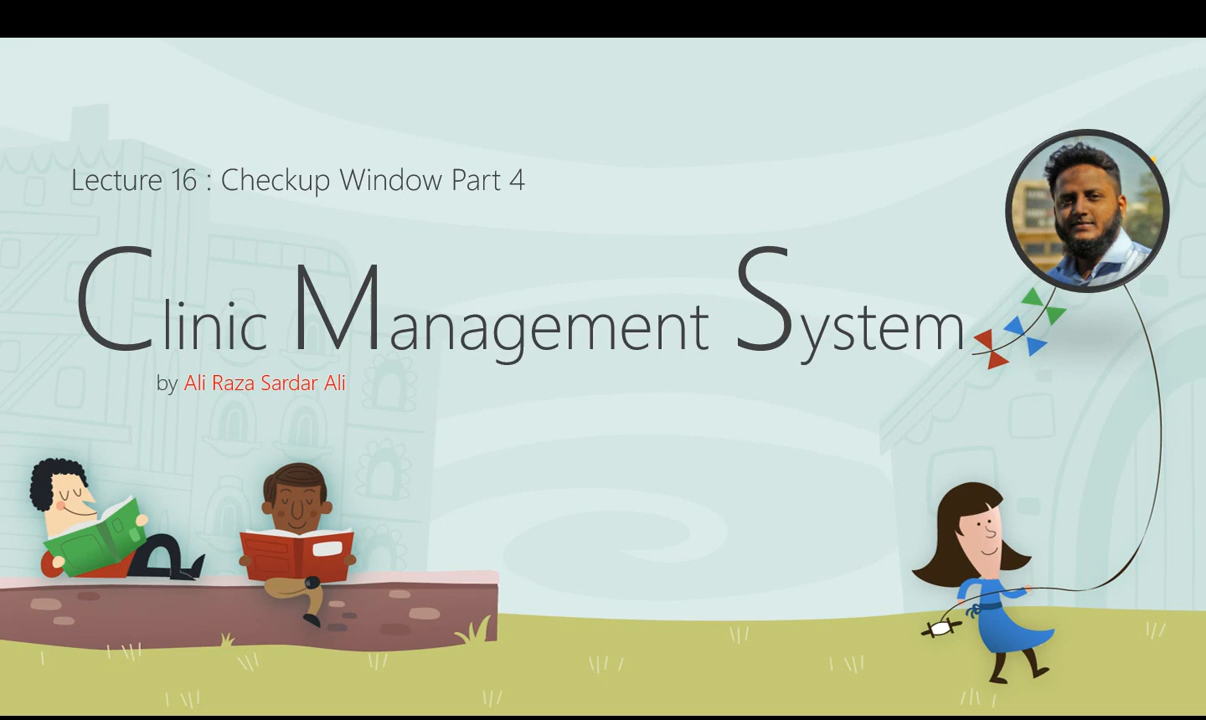 Lecture 16 : Checkup Window Part 4
Clinic Management System
by Ali Raza Sardar Ali